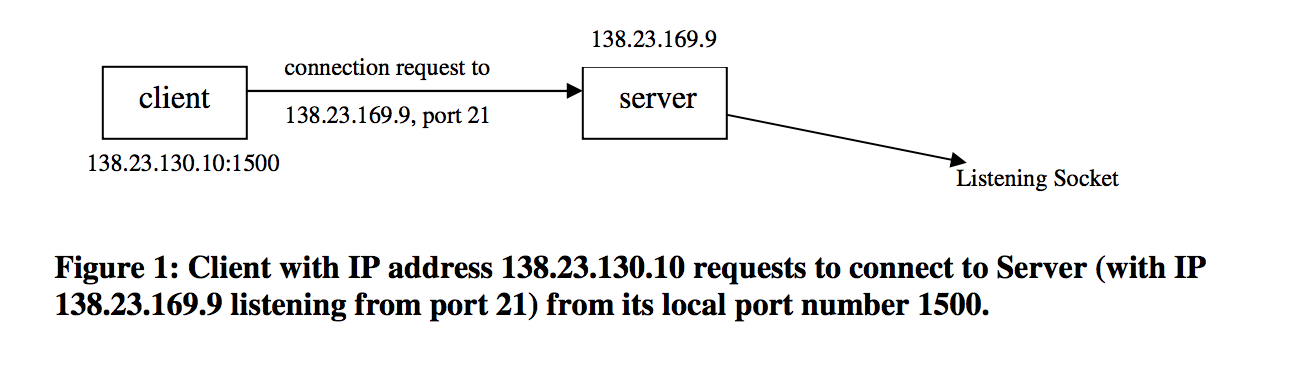 138.23.169.9
connection request to
client
server
138.23.169.9, port 21
138.23.130.10:1500
Listening Socket
Figure 1: Client with IP address 138.23.130.10 requests to connect to Server (with IP
138.23.169.9 listening from port 21) from its local port number 1500.